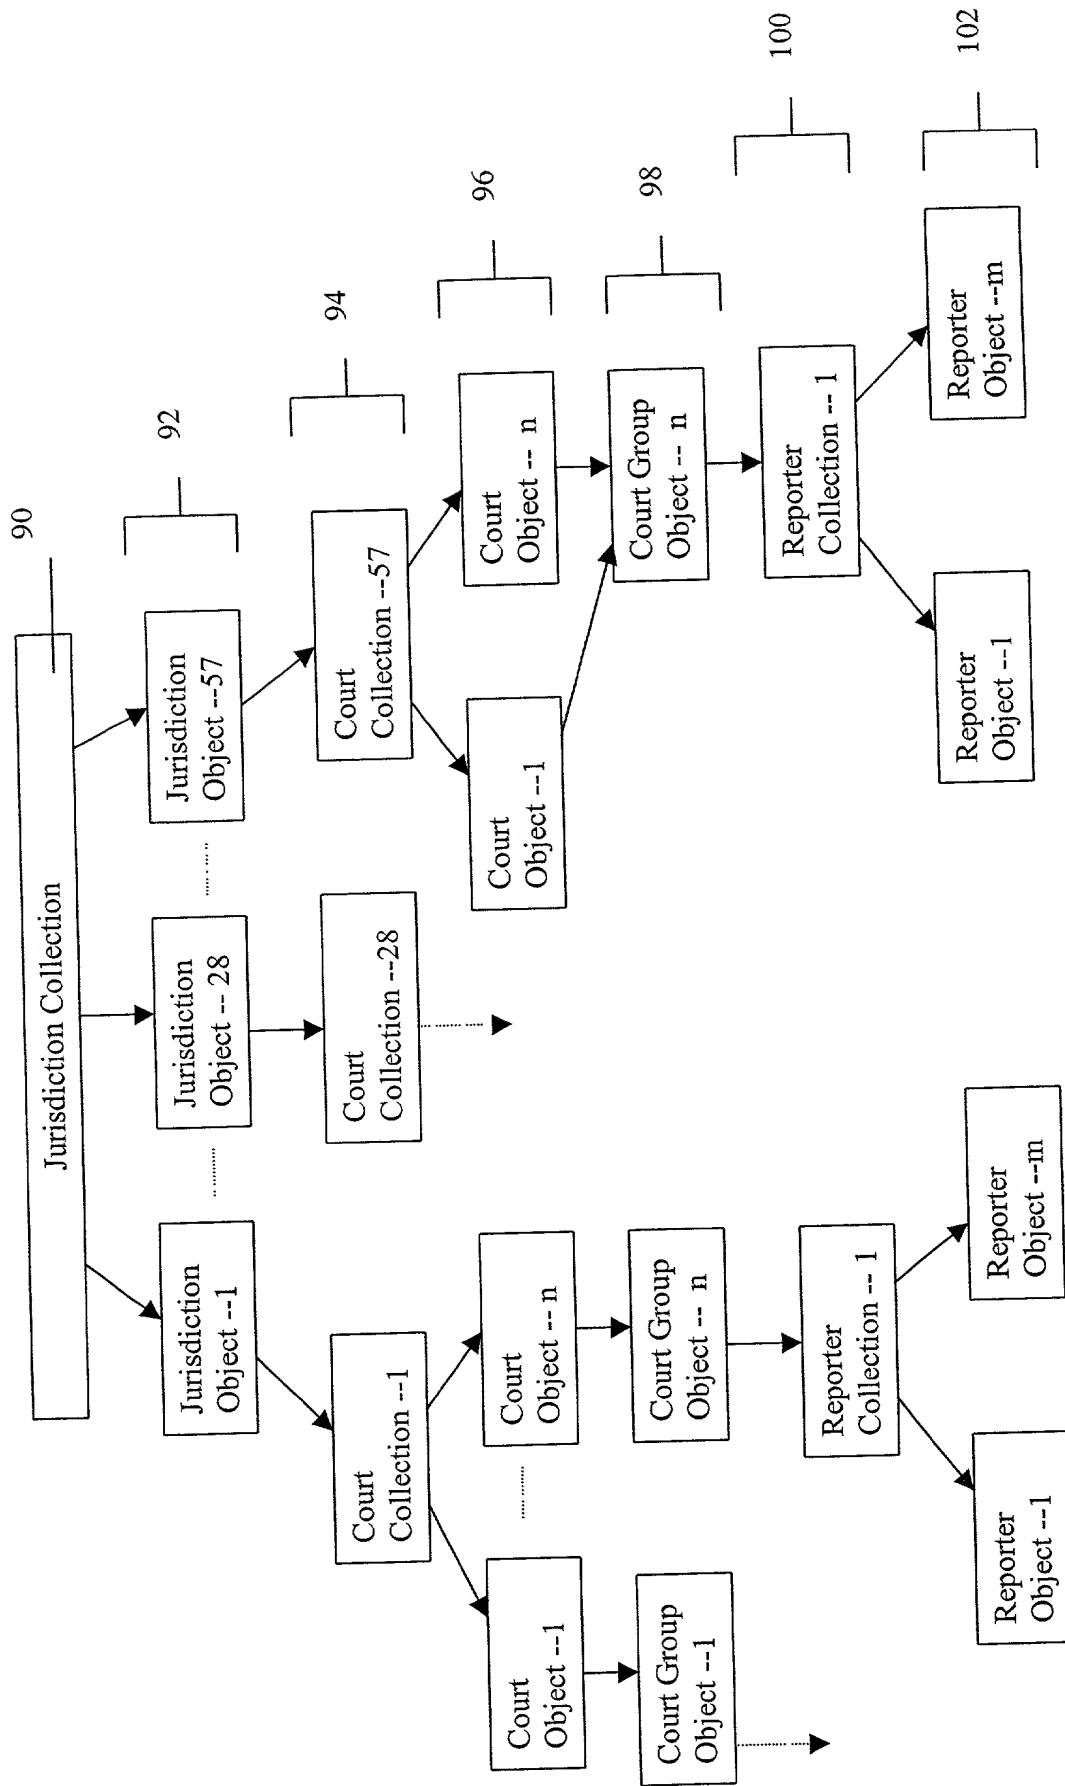 90
Jurisdiction Collection
92
Jurisdiction
Object --1
Jurisdiction
Object -- 28
Jurisdiction
Object --57
94
Court
Collection --1
Court
Collection --28
Court
Collection --57
96
Court
Object --1
Court
Object -- n
Court
Object --1
Court
Object -- n
98
Court Group
Object --1
Court Group
Object -- n
Court Group
Object -- n
100
Reporter
Collection -- 1
Reporter
Collection -- 1
102
Reporter
Object --1
Reporter
Object --m
Reporter
Object --1
Reporter
Object --m